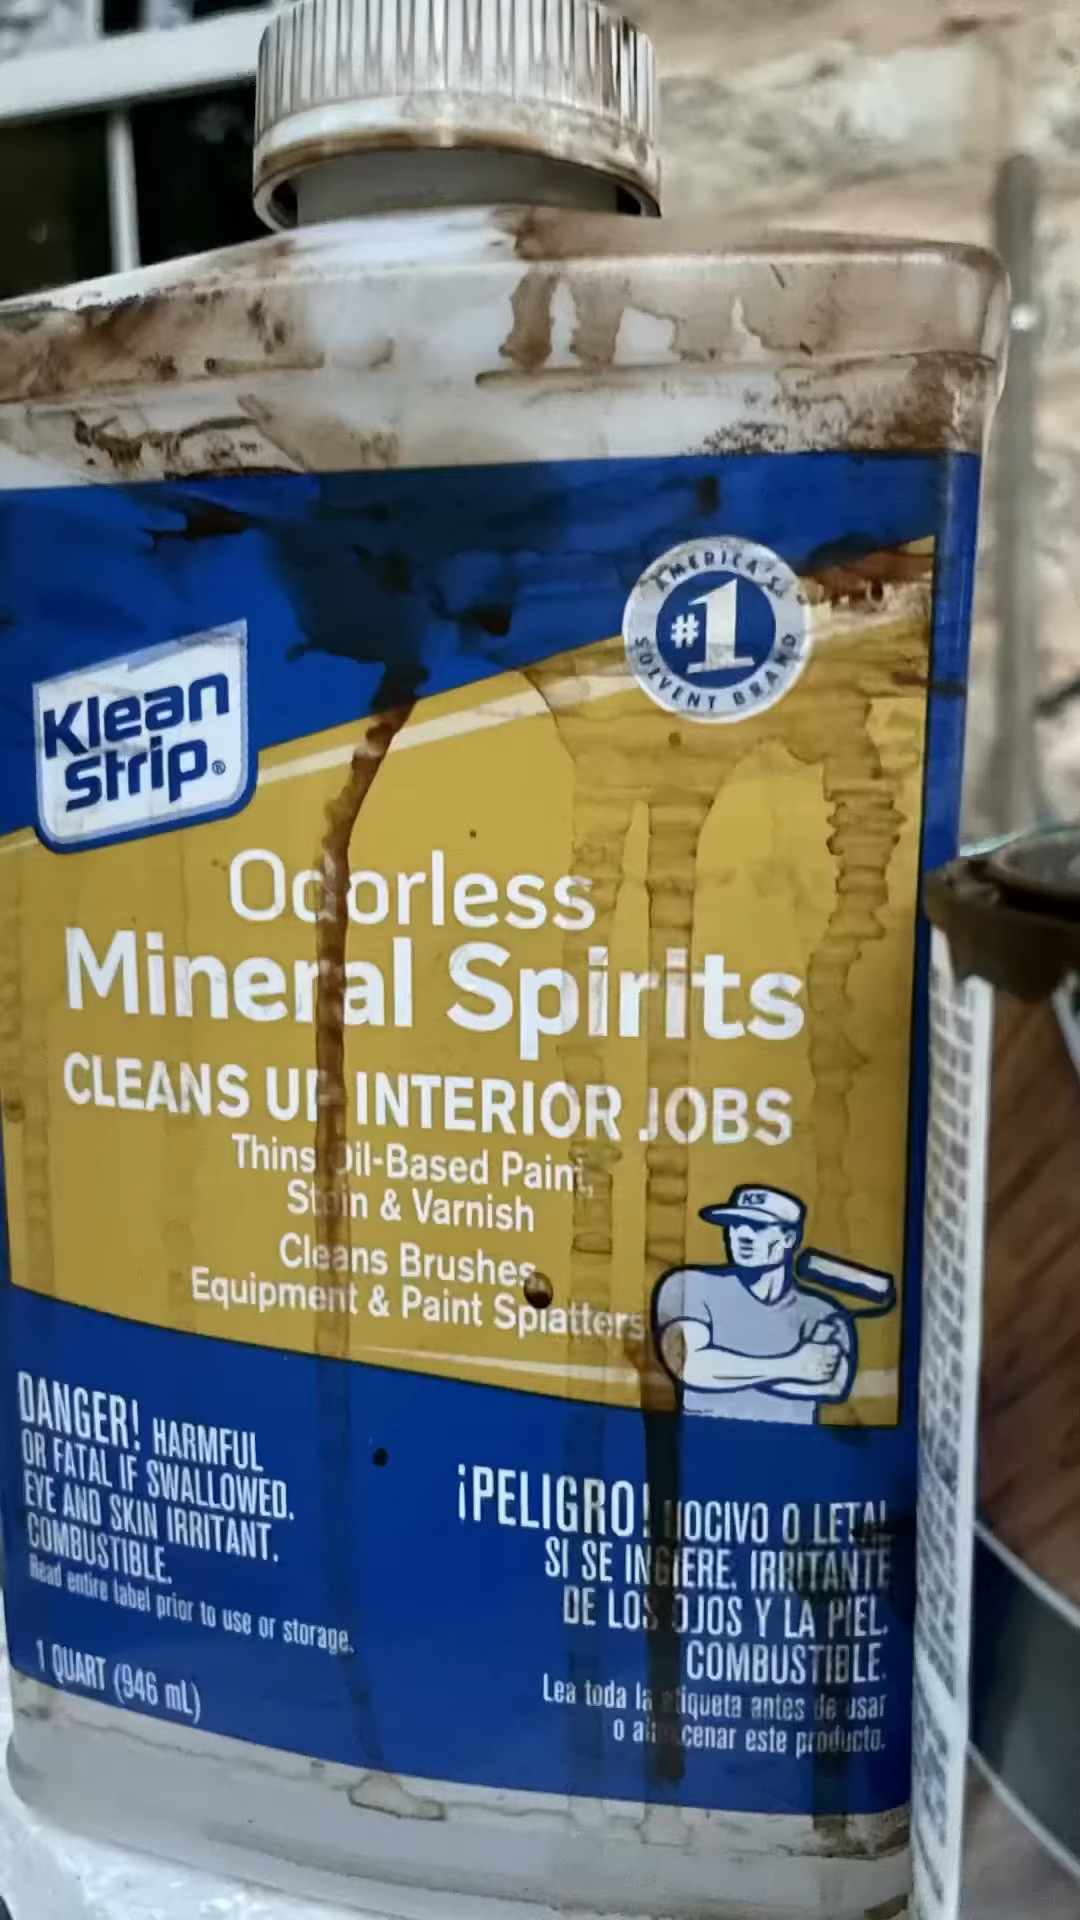 AMERICA'S
#1
SOLVENT BRAND
Klean
Strip®
Odorless
Mineral Spirits
CLEANS UP INTERIOR JOBS
Thins Oil-Based Paint,
Stain & Varnish
Cleans Brushes,
Equipment & Paint Splatters
KS
DANGER! HARMFUL
OR FATAL IF SWALLOWED.
EYE AND SKIN IRRITANT.
COMBUSTIBLE.
Read entire label prior to use or storage.
1 QUART (946 mL)
¡PELIGRO! NOCIVO O LETAL
SI SE INGIERE. IRRITANTE
DE LOS OJOS Y LA PIEL.
COMBUSTIBLE.
Lea toda la etiqueta antes de usar
o almacenar este producto.